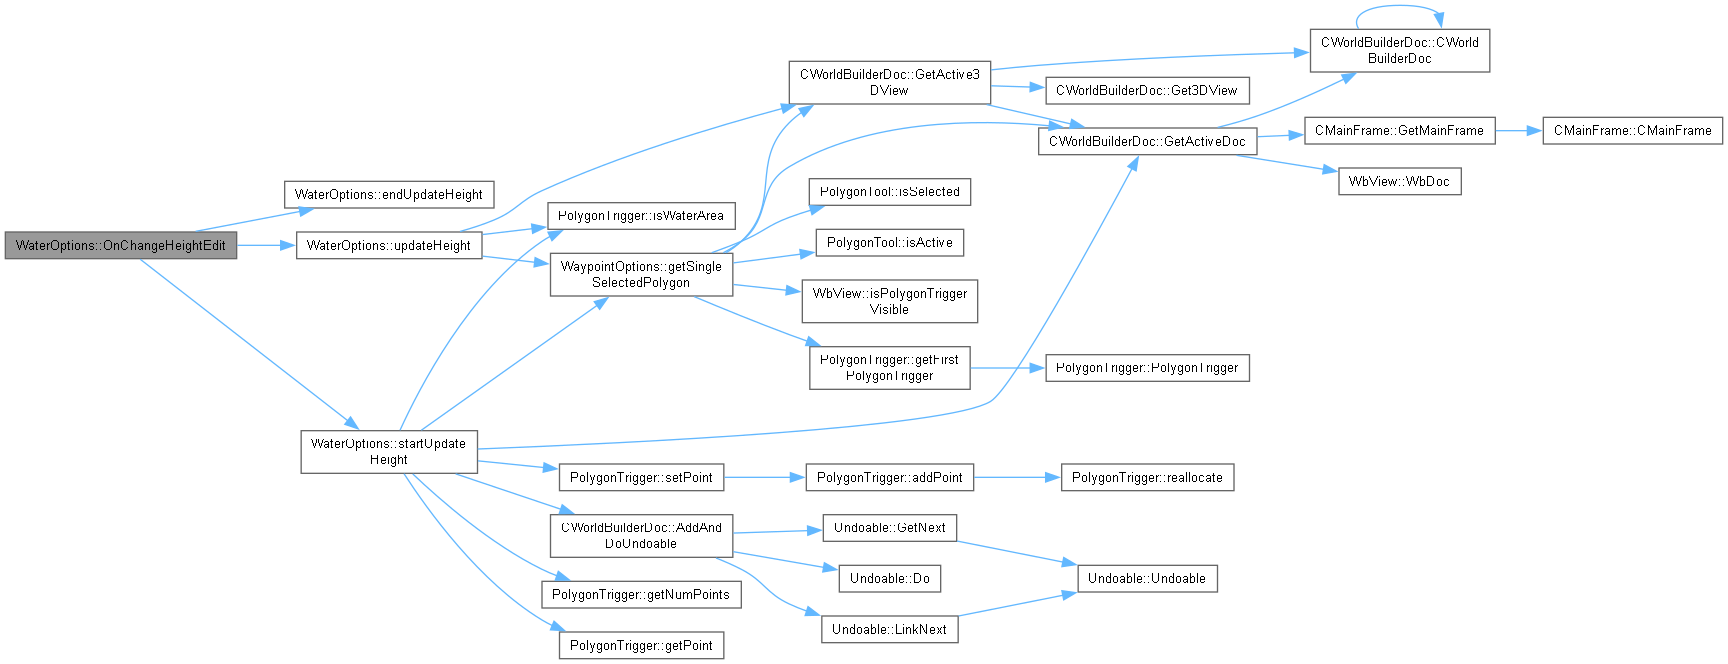 WaterOptions::OnChangeHeightEdit
WaterOptions::endUpdateHeight
WaterOptions::updateHeight
WaterOptions::startUpdate
Height
PolygonTrigger::isWaterArea
WaypointOptions::getSingle
SelectedPolygon
PolygonTrigger::setPoint
CWorldBuilderDoc::AddAnd
DoUndoable
PolygonTrigger::getNumPoints
PolygonTrigger::getPoint
CWorldBuilderDoc::GetActive3
DView
PolygonTool::isSelected
PolygonTool::isActive
WbView::isPolygonTrigger
Visible
PolygonTrigger::getFirst
PolygonTrigger
PolygonTrigger::addPoint
Undoable::GetNext
Undoable::Do
Undoable::LinkNext
CWorldBuilderDoc::Get3DView
CWorldBuilderDoc::GetActiveDoc
PolygonTrigger::PolygonTrigger
PolygonTrigger::reallocate
Undoable::Undoable
CWorldBuilderDoc::CWorld
BuilderDoc
CMainFrame::GetMainFrame
WbView::WbDoc
CMainFrame::CMainFrame